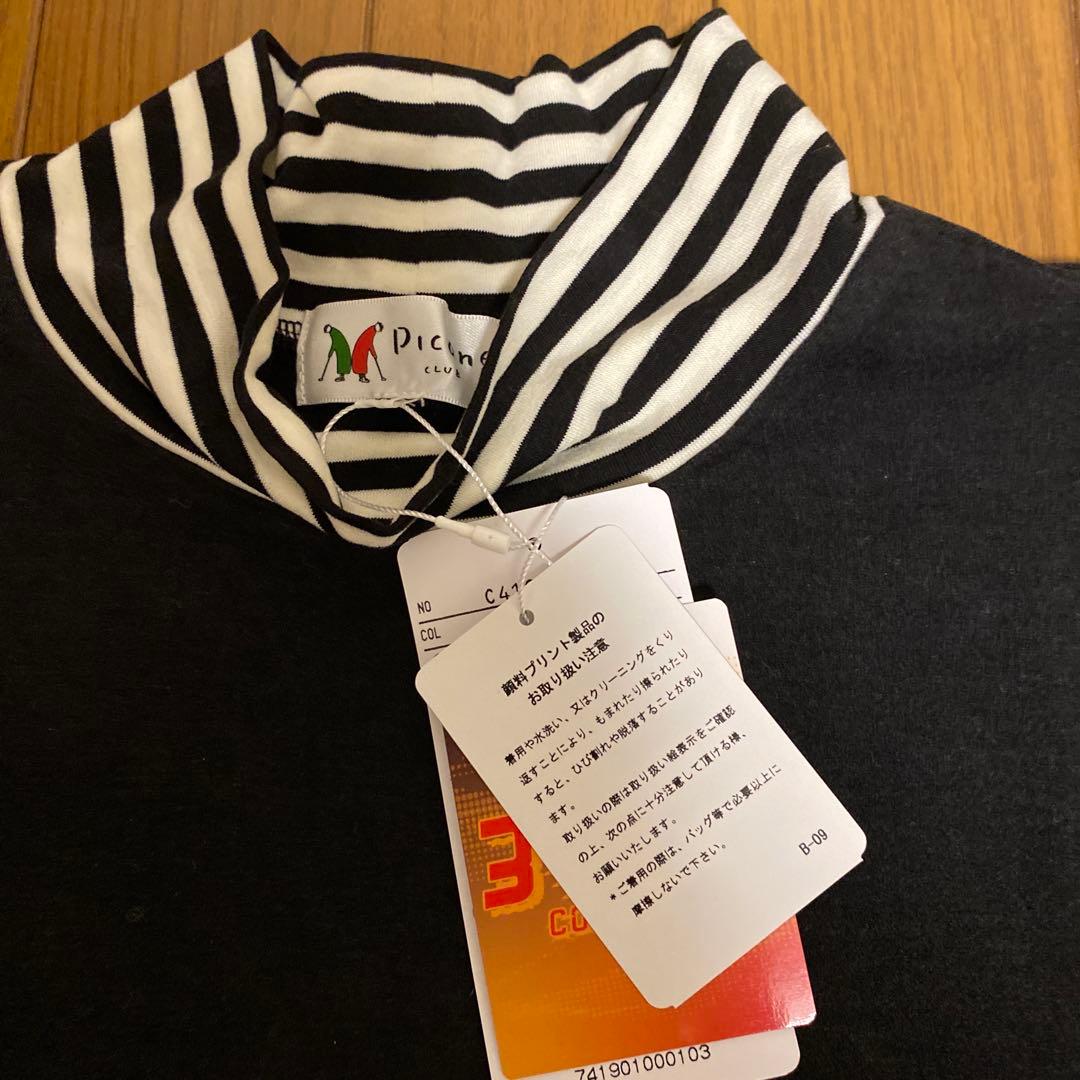 CLUB
NO
COL
顔料プリント製品の
お取り扱い注意
着用や水洗い、又はクリーニングをくり
返すことにより、もまれたり擦られたり
すると、ひび割れや脱落することがあり
ます。
取り扱いの際は取り扱い絵表示をご確認
の上、次の点に十分注意して頂ける様、
お願いいたします。
*ご着用の際は、バッグ等で必要以上に
摩擦しないで下さい。
B-09
3
741901000103